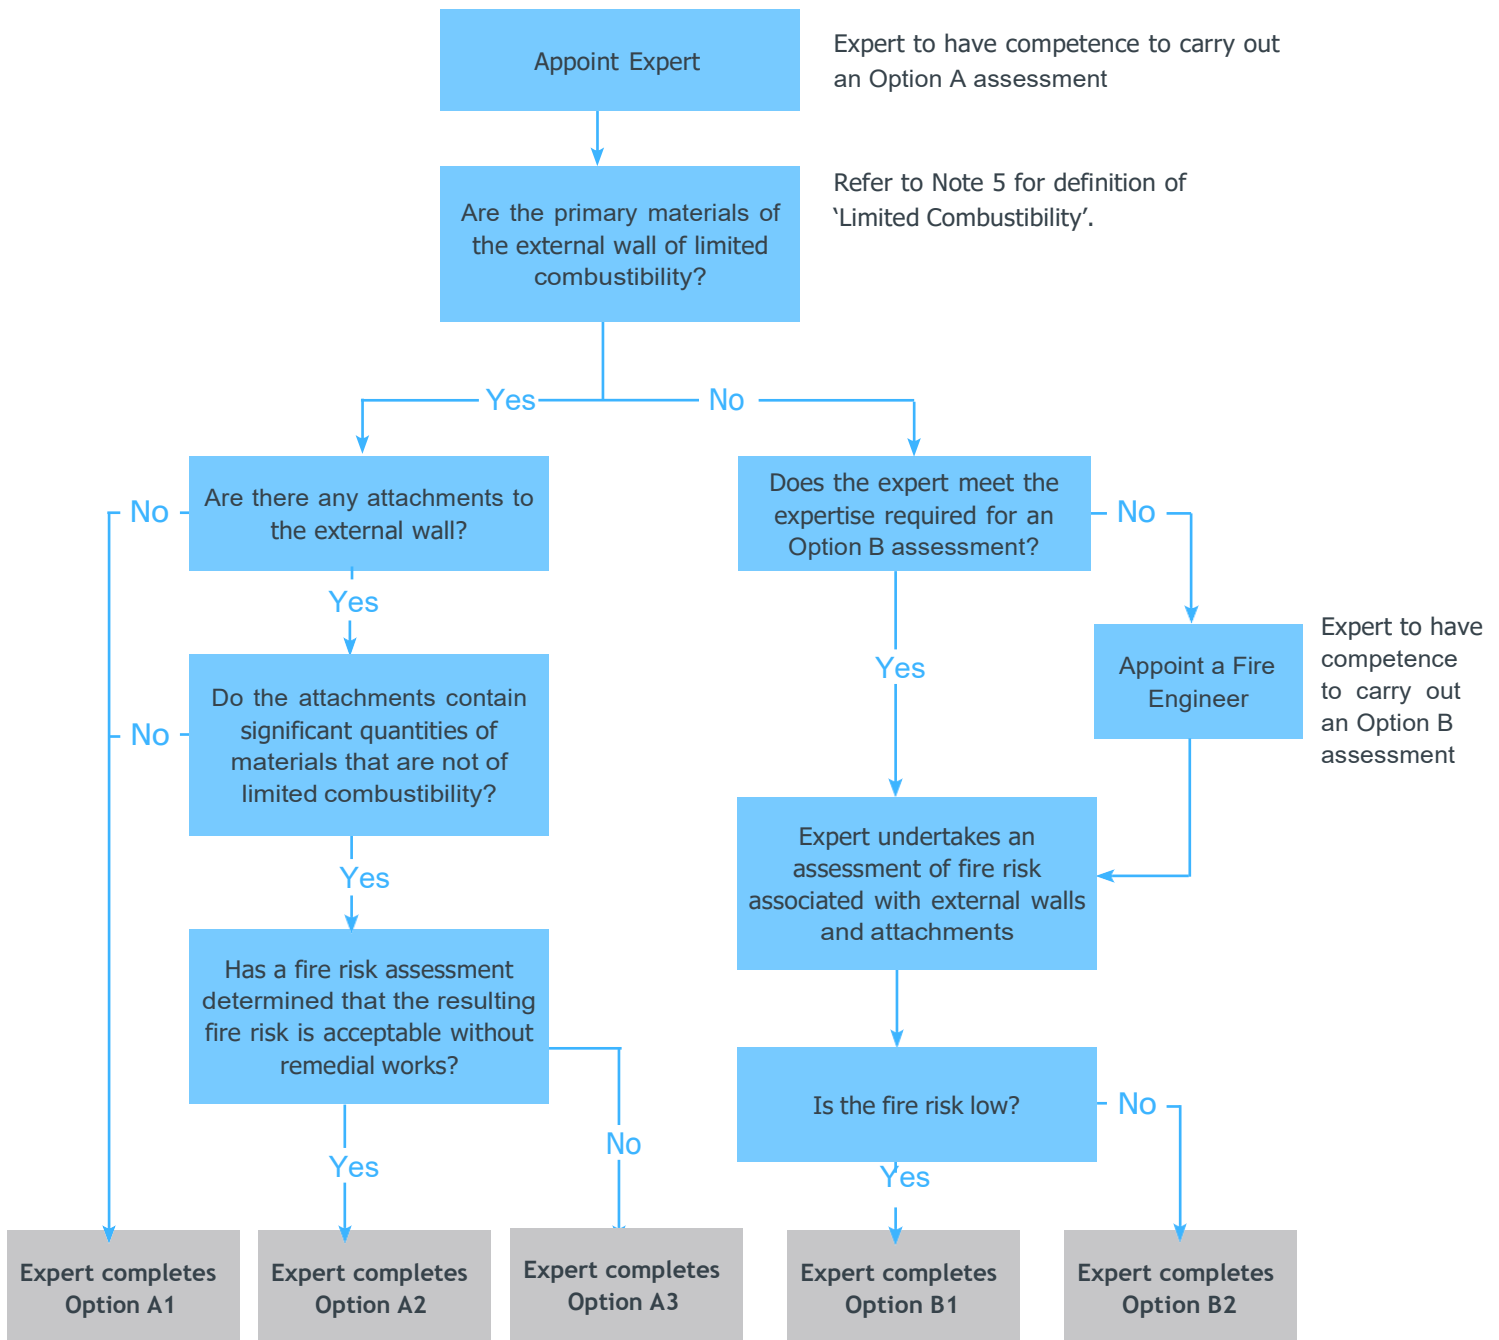 Appoint Expert
Expert to have competence to carry out
an Option A assessment
Are the primary materials of
the external wall of limited
combustibility?
Refer to Note 5 for definition of
‘Limited Combustibility’.
Yes
No
Are there any attachments to
the external wall?
No
Yes
Does the expert meet the
expertise required for an
Option B assessment?
No
Yes
Appoint a Fire
Engineer
Expert to have
competence
to carry out
an Option B
assessment
Do the attachments contain
significant quantities of
materials that are not of
limited combustibility?
No
Yes
Expert undertakes an
assessment of fire risk
associated with external walls
and attachments
Has a fire risk assessment
determined that the resulting
fire risk is acceptable without
remedial works?
Yes
No
Is the fire risk low?
No
Yes
Expert completes
Option A1
Expert completes
Option A2
Expert completes
Option A3
Expert completes
Option B1
Expert completes
Option B2